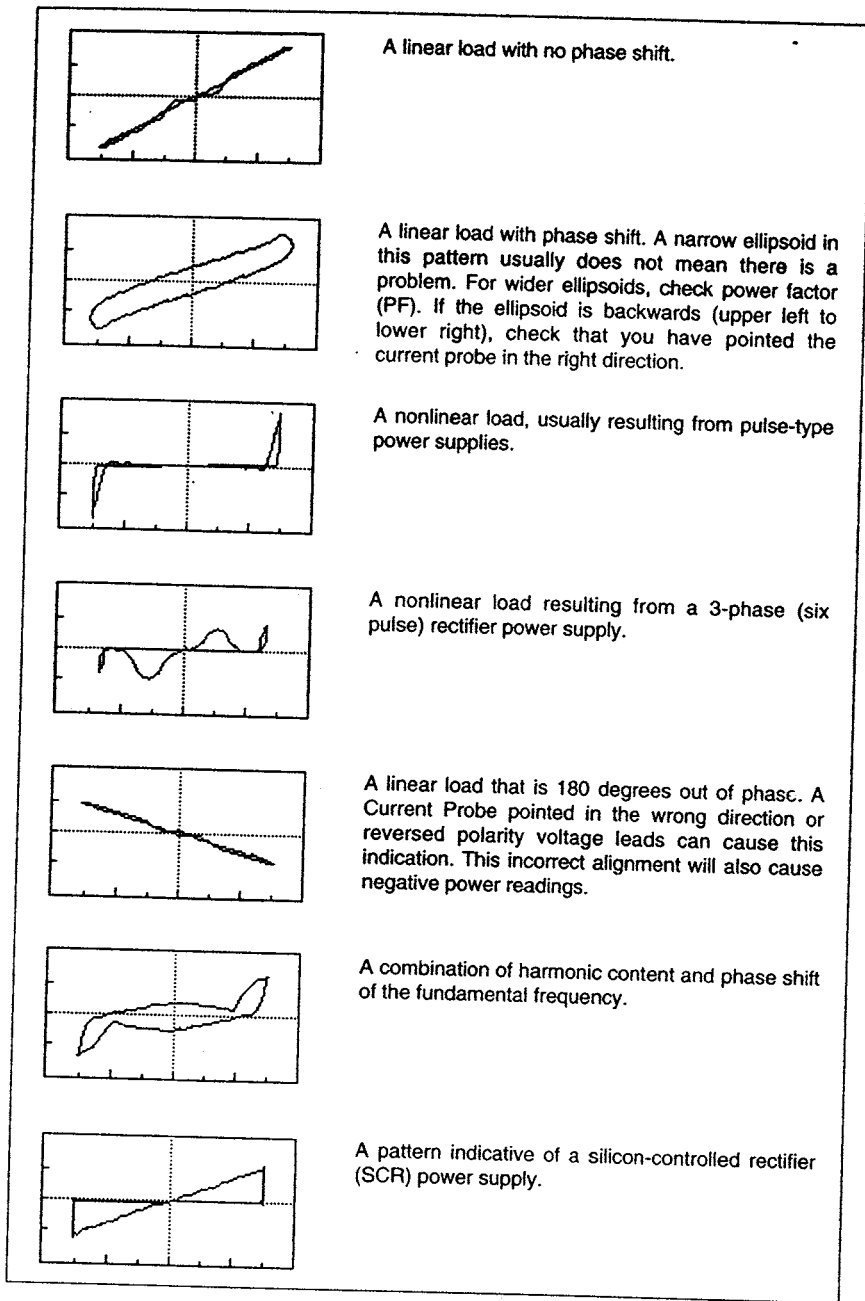 A linear load with no phase shift.
A linear load with phase shift. A narrow ellipsoid in
this pattern usually does not mean there is a
problem. For wider ellipsoids, check power factor
(PF). If the ellipsoid is backwards (upper left to
lower right), check that you have pointed the
current probe in the right direction.
A nonlinear load, usually resulting from pulse-type
power supplies.
A nonlinear load resulting from a 3-phase (six
pulse) rectifier power supply.
A linear load that is 180 degrees out of phase. A
Current Probe pointed in the wrong direction or
reversed polarity voltage leads can cause this
indication. This incorrect alignment will also cause
negative power readings.
A combination of harmonic content and phase shift
of the fundamental frequency.
A pattern indicative of a silicon-controlled rectifier
(SCR) power supply.